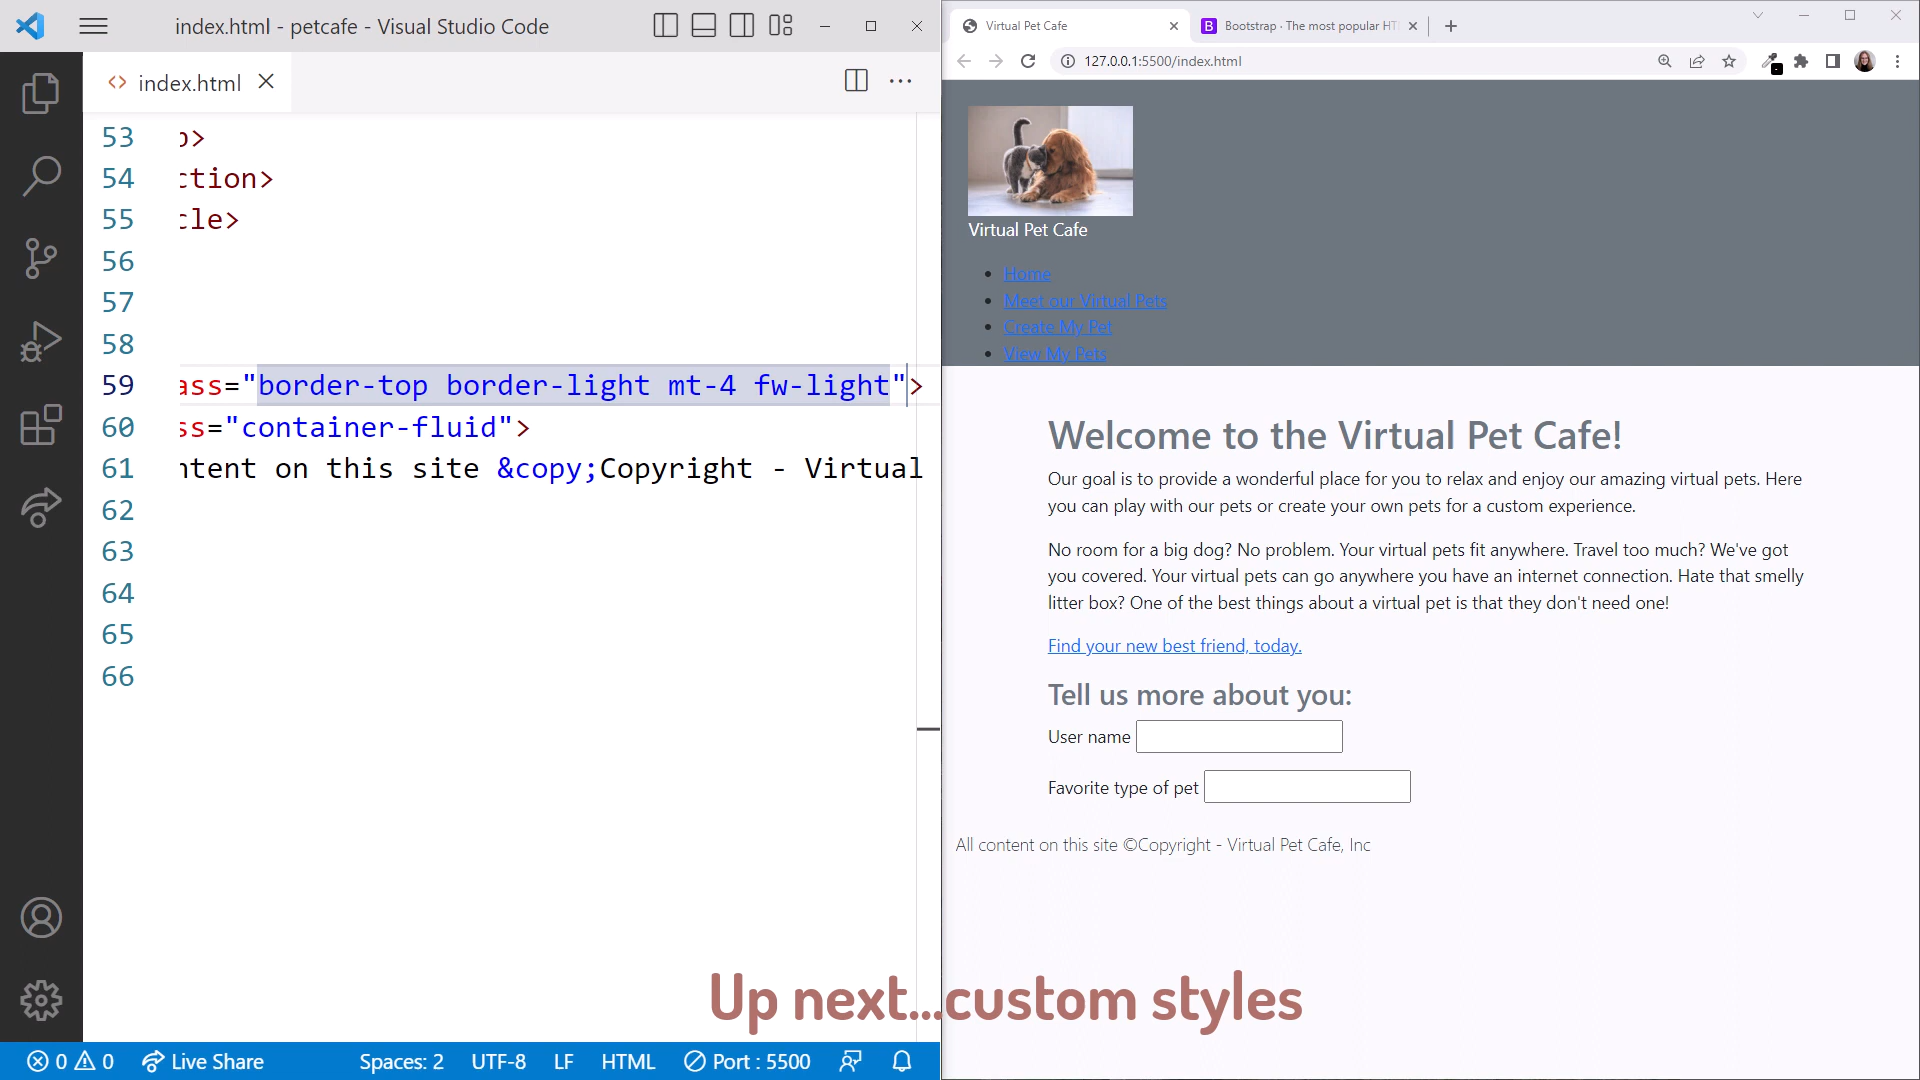 index.html - petcafe - Visual Studio Code
index.html
53 p>
54 ction>
55 cle>
56
57
58
59 ass="border-top border-light mt-4 fw-light">
60 ss="container-fluid">
61 ntent on this site &copy;Copyright - Virtual
62
63
64
65
66
0 0 Live Share Spaces: 2 UTF-8 LF HTML Port : 5500
Virtual Pet Cafe
Bootstrap · The most popular HT
127.0.0.1:5500/index.html
Virtual Pet Cafe
Home
Meet our Virtual Pets
Create My Pet
View My Pets
Welcome to the Virtual Pet Cafe!
Our goal is to provide a wonderful place for you to relax and enjoy our amazing virtual pets. Here
you can play with our pets or create your own pets for a custom experience.
No room for a big dog? No problem. Your virtual pets fit anywhere. Travel too much? We've got
you covered. Your virtual pets can go anywhere you have an internet connection. Hate that smelly
litter box? One of the best things about a virtual pet is that they don't need one!
Find your new best friend, today.
Tell us more about you:
User name
Favorite type of pet
All content on this site ©Copyright - Virtual Pet Cafe, Inc
Up next...custom styles